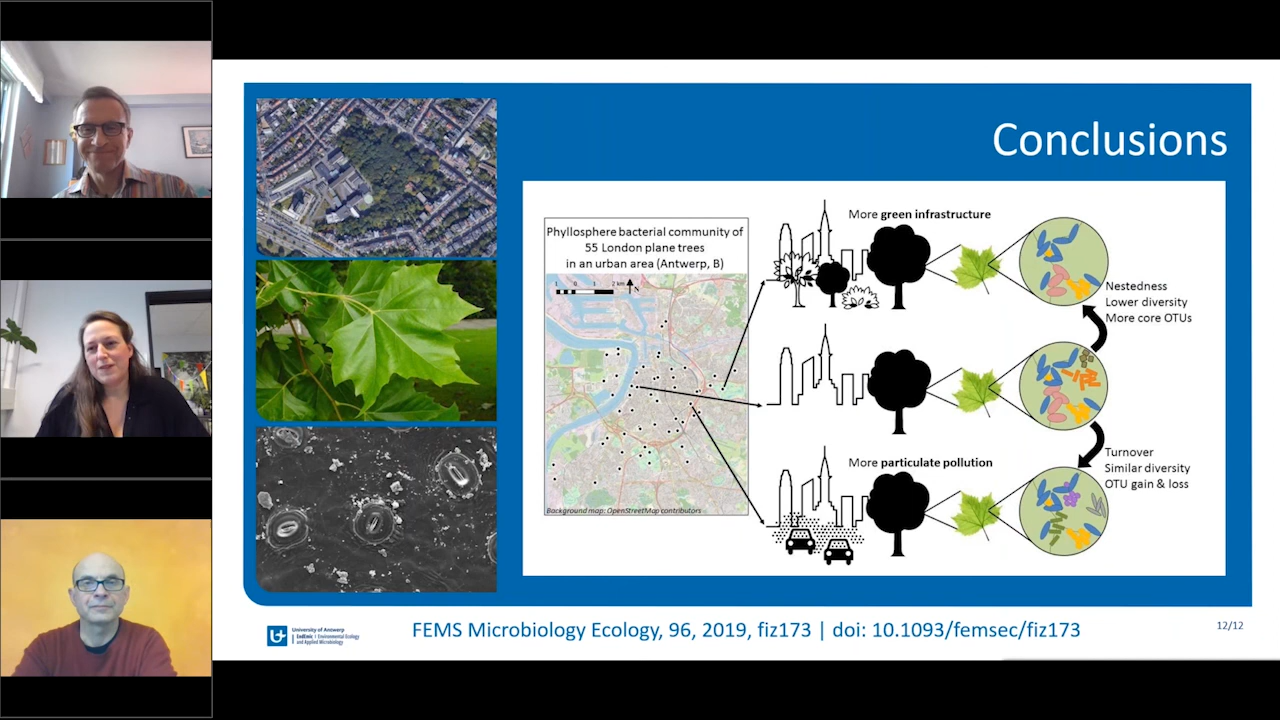 Conclusions
Phyllosphere bacterial community of
55 London plane trees
in an urban area (Antwerp, B)
Background map: OpenStreetMap contributors
More green infrastructure
Nestedness
Lower diversity
More core OTUs
More particulate pollution
Turnover
Similar diversity
OTU gain & loss
University of Antwerp
EndEmic | Environmental Ecology
and Applied Microbiology
FEMS Microbiology Ecology, 96, 2019, fiz173 | doi: 10.1093/femsec/fiz173
12/12